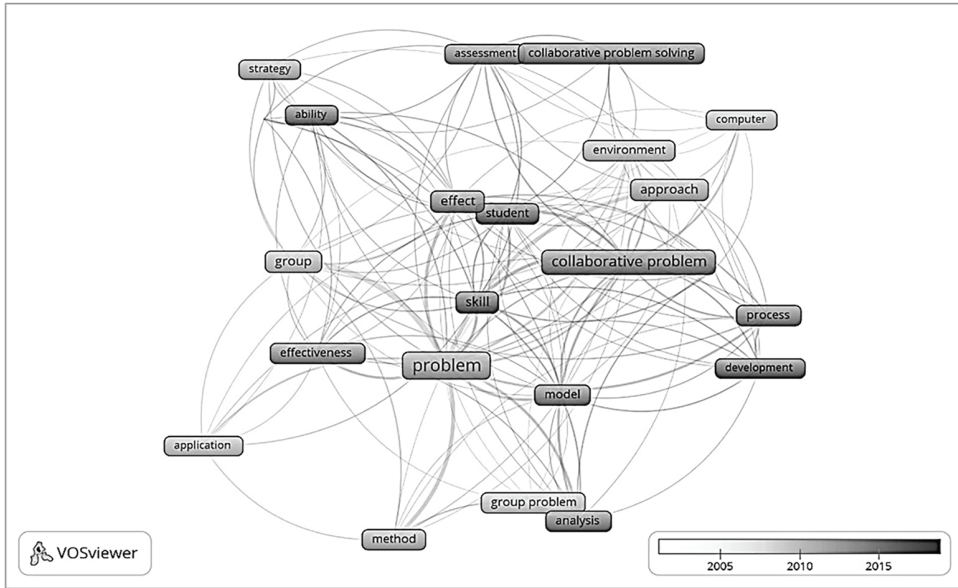 assessment
collaborative problem solving
strategy
ability
computer
environment
approach
effect
student
group
collaborative problem
skill
process
effectiveness
problem
development
model
application
group problem
analysis
method
VOSviewer
2005 2010 2015